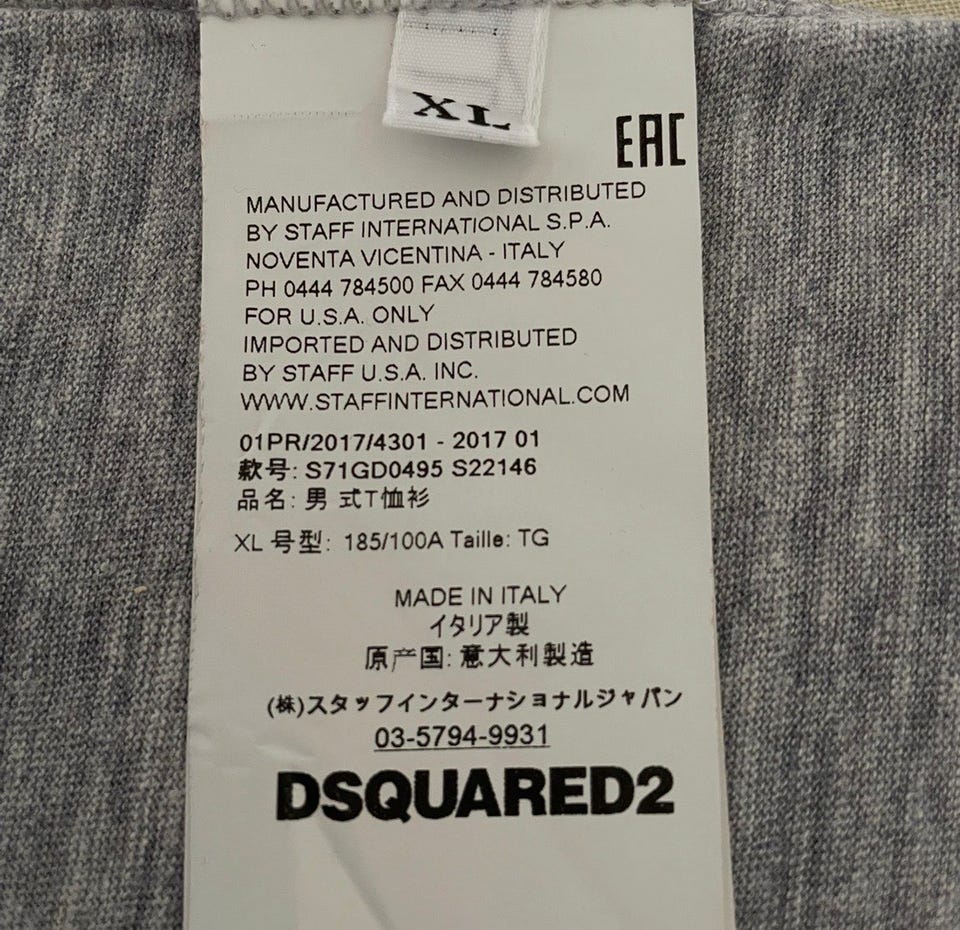 XL
EAC
MANUFACTURED AND DISTRIBUTED
BY STAFF INTERNATIONAL S.P.A.
NOVENTA VICENTINA - ITALY
PH 0444 784500 FAX 0444 784580
FOR U.S.A. ONLY
IMPORTED AND DISTRIBUTED
BY STAFF U.S.A. INC.
WWW.STAFFINTERNATIONAL.COM
01PR/2017/4301 - 2017 01
款号: S71GD0495 S22146
品名: 男 式T恤衫
XL 号型: 185/100A Taille: TG
MADE IN ITALY
イタリア製
原产国: 意大利製造
(株)スタッフインターナショナルジャパン
03-5794-9931
DSQUARED2